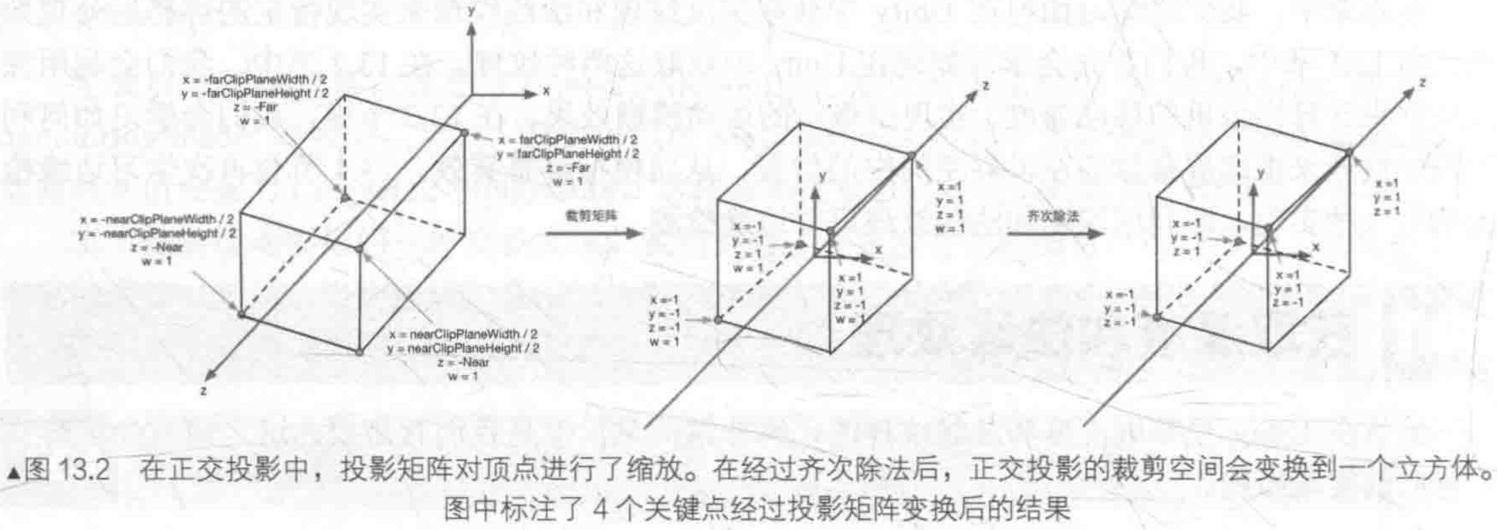 y
x
x = -farClipPlaneWidth / 2
y = -farClipPlaneHeight / 2
z = -Far
w = 1
x = farClipPlaneWidth / 2
y = farClipPlaneHeight / 2
z = -Far
w = 1
x = -nearClipPlaneWidth / 2
y = -nearClipPlaneHeight / 2
z = -Near
w = 1
x = nearClipPlaneWidth / 2
y = nearClipPlaneHeight / 2
z = -Near
w = 1
z
裁剪矩阵
z
y
x
x=1
y=1
z=1
w=1
x=-1
y=-1
z=1
w=1
x=1
y=1
z=-1
w=1
x=-1
y=-1
z=-1
w=1
齐次除法
z
y
x
x=1
y=1
z=1
x=-1
y=-1
z=1
x=1
y=1
z=-1
x=-1
y=-1
z=-1
▲图 13.2 在正交投影中，投影矩阵对顶点进行了缩放。在经过齐次除法后，正交投影的裁剪空间会变换到一个立方体。
图中标注了 4 个关键点经过投影矩阵变换后的结果